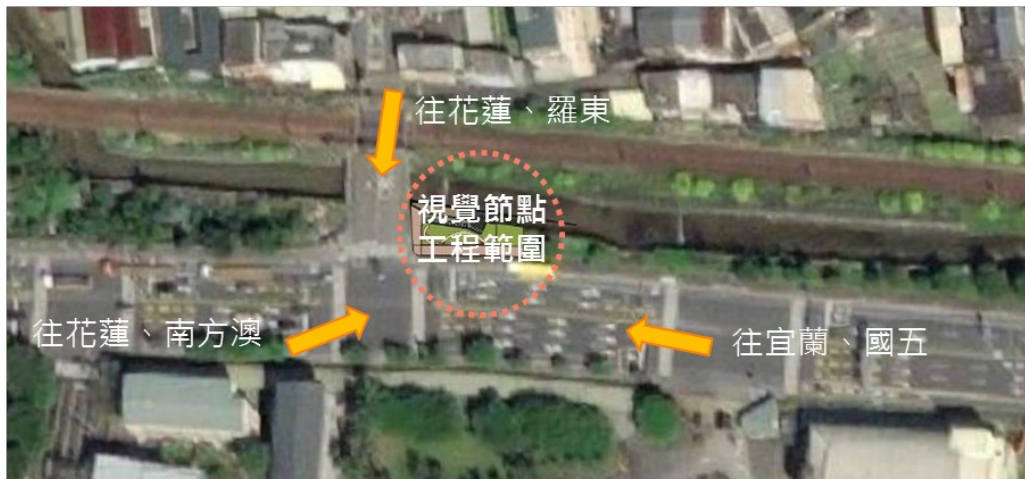 往花蓮、羅東
視覺節點
工程範圍
往花蓮、南方澳
往宜蘭、國五